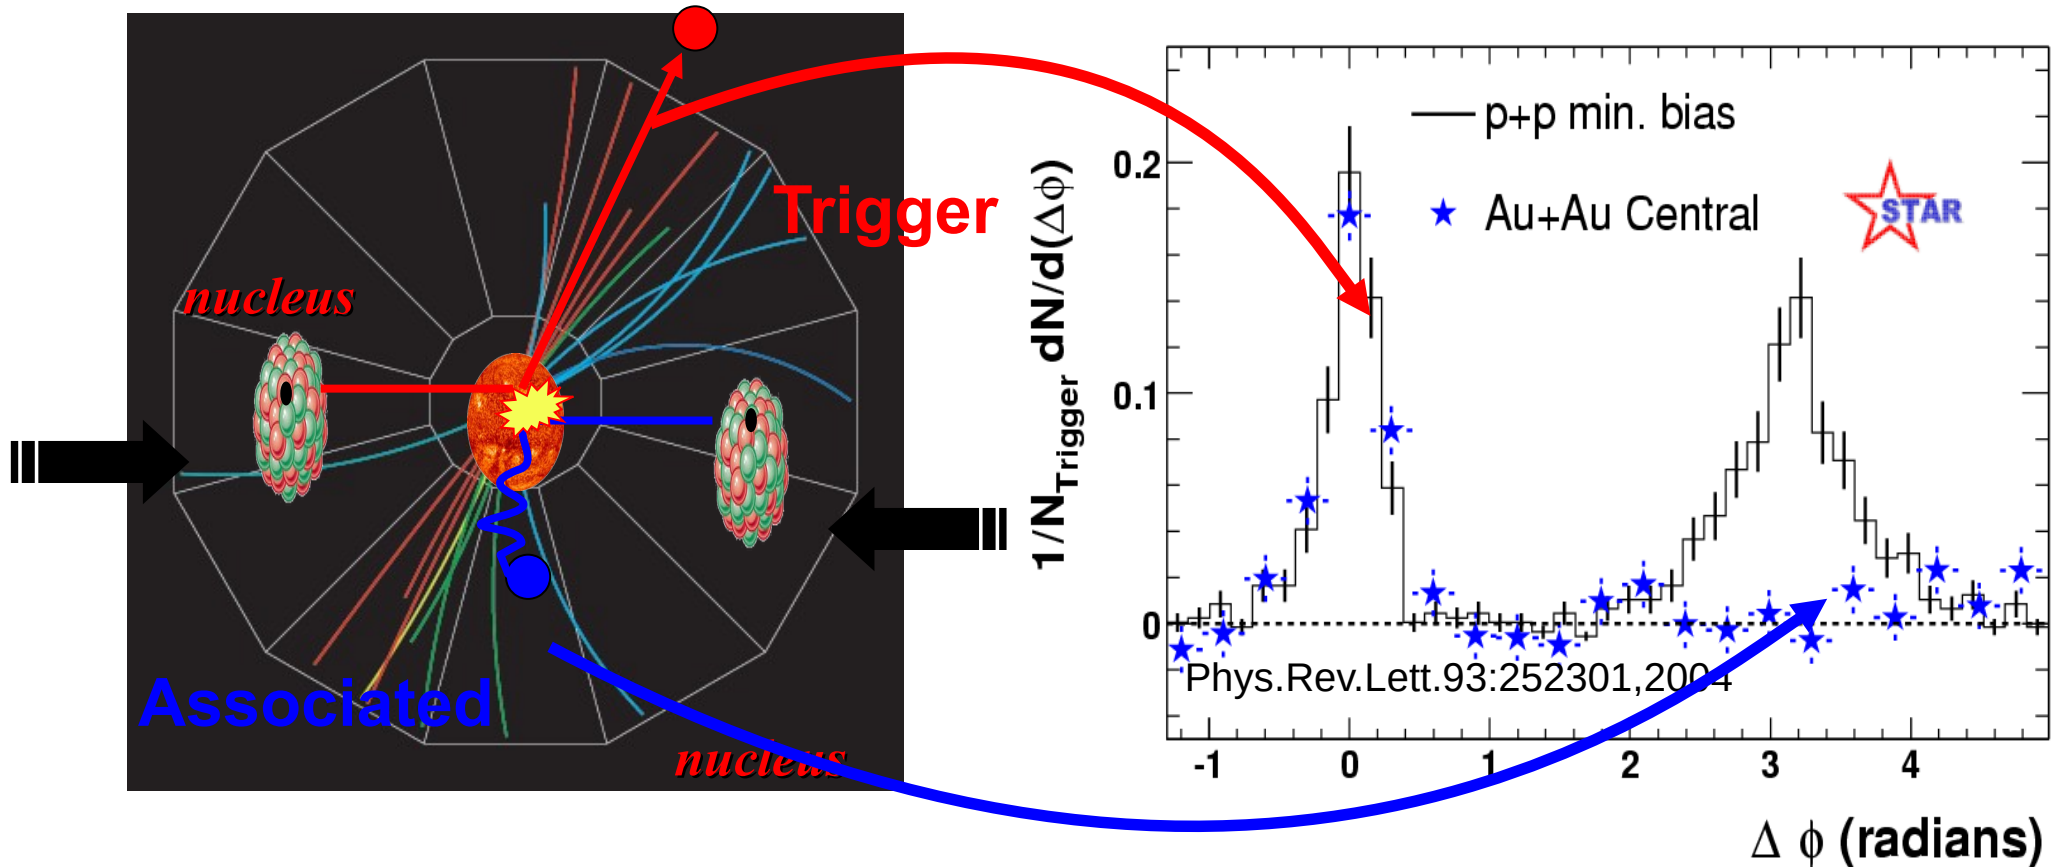 Trigger
nucleus
Associated
nucleus
p+p min. bias
Au+Au Central
STAR
1/N_Trigger dN/d(Δφ)
0.2
0.1
0
Phys.Rev.Lett.93:252301,2004
-1 0 1 2 3 4
Δ φ (radians)